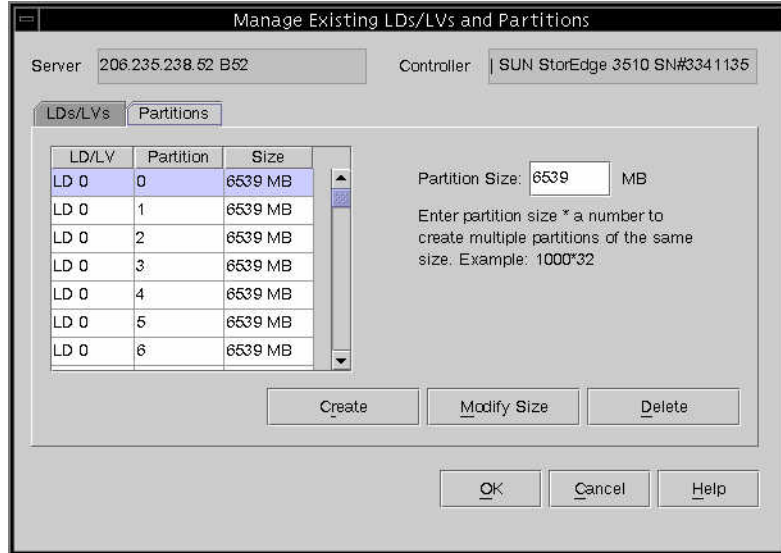 Manage Existing LDs/LVs and Partitions
Server 206.235.238.52 B52 Controller | SUN StorEdge 3510 SN#3341135
LDs/LVs Partitions
LD/LV Partition Size
LD 0 0 6539 MB
LD 0 1 6539 MB
LD 0 2 6539 MB
LD 0 3 6539 MB
LD 0 4 6539 MB
LD 0 5 6539 MB
LD 0 6 6539 MB
Partition Size: 6539 MB
Enter partition size * a number to
create multiple partitions of the same
size. Example: 1000*32
Create Modify Size Delete
OK Cancel Help